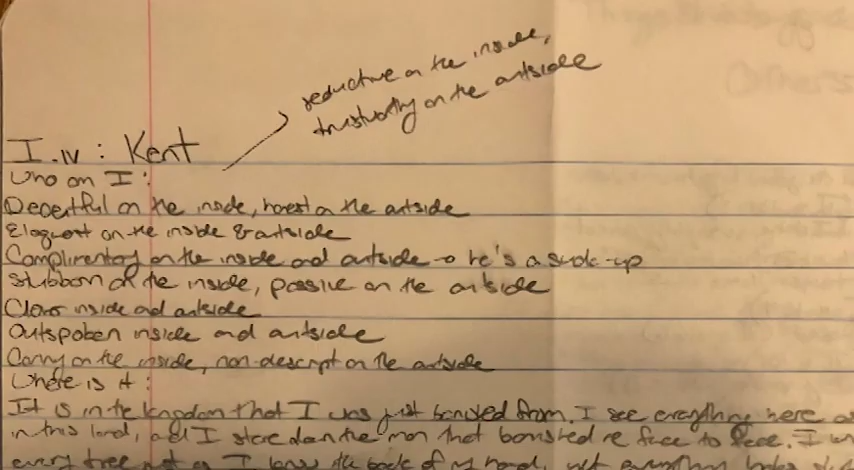 seductive on the inside,
trustworthy on the outside
I.iv: Kent
Who am I:
Deceitful on the inside, honest on the outside
Eloquent on the inside & outside
Complimentary on the inside and outside → he's a suck-up
Stubborn on the inside, passive on the outside
Clever inside and outside
Outspoken inside and outside
Canny on the inside, non-descript on the outside
Where is it:
It is in the kingdom that I was just banished from. I see everything here
in this land, and I stare down the man that banished me face to face. I
every tree I know the back of my hand, yet everything